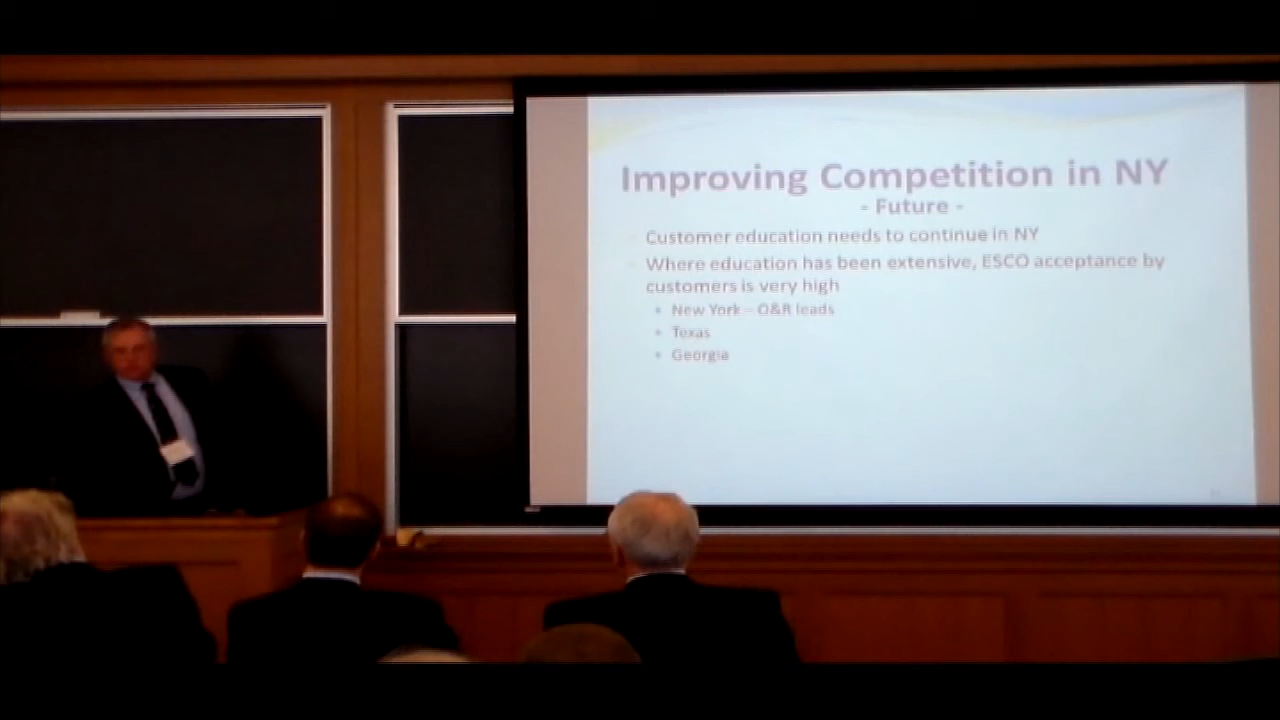 Improving Competition in NY
- Future -
Customer education needs to continue in NY
Where education has been extensive, ESCO acceptance by
customers is very high
• New York – O&R leads
• Texas
• Georgia